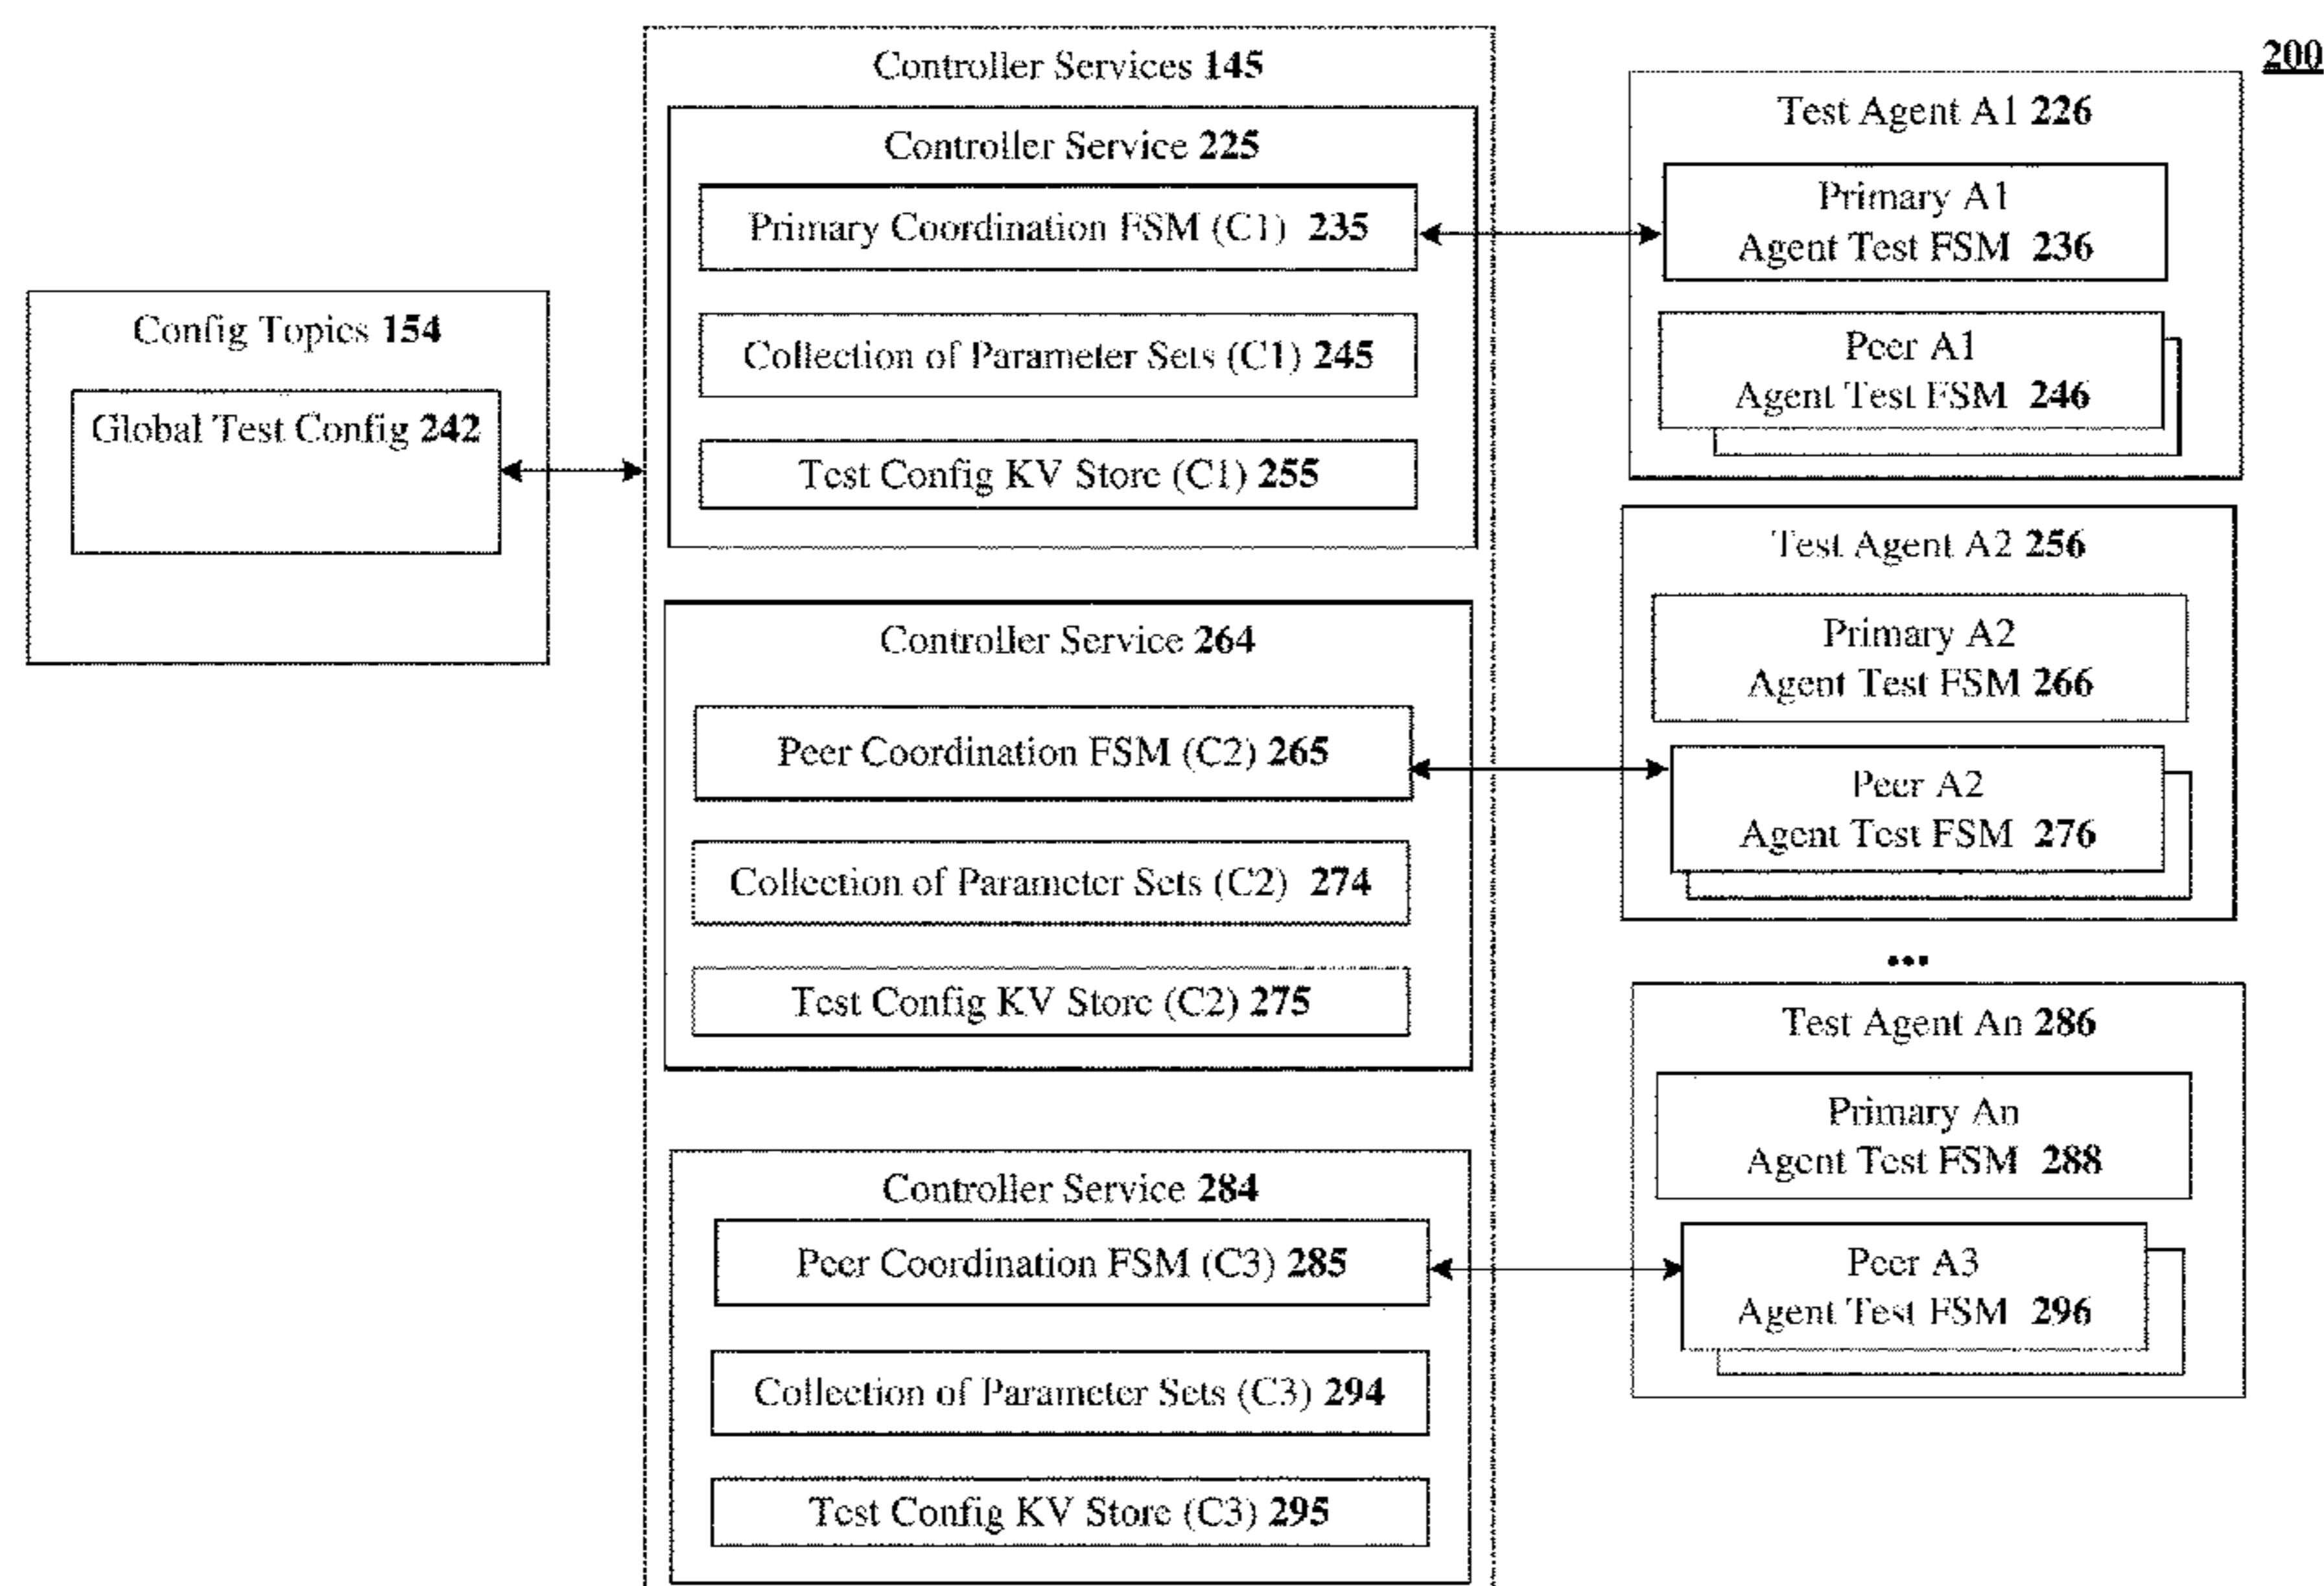 200
Config Topics 154
Global Test Config 242
Controller Services 145
Controller Service 225
Primary Coordination FSM (C1) 235
Collection of Parameter Sets (C1) 245
Test Config KV Store (C1) 255
Controller Service 264
Peer Coordination FSM (C2) 265
Collection of Parameter Sets (C2) 274
Test Config KV Store (C2) 275
Controller Service 284
Peer Coordination FSM (C3) 285
Collection of Parameter Sets (C3) 294
Test Config KV Store (C3) 295
Test Agent A1 226
Primary A1
Agent Test FSM 236
Peer A1
Agent Test FSM 246
Test Agent A2 256
Primary A2
Agent Test FSM 266
Peer A2
Agent Test FSM 276
...
Test Agent An 286
Primary An
Agent Test FSM 288
Peer A3
Agent Test FSM 296